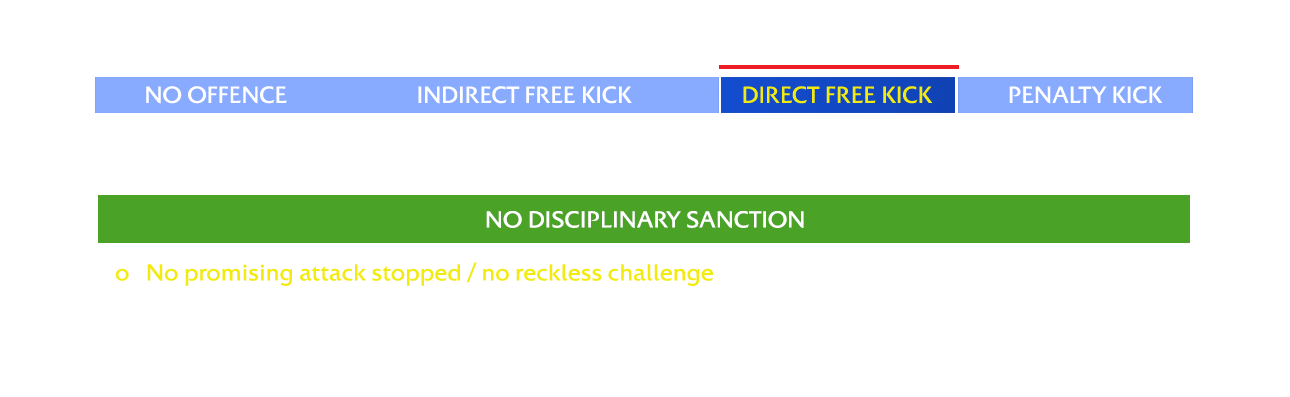 NO OFFENCE INDIRECT FREE KICK DIRECT FREE KICK PENALTY KICK
NO DISCIPLINARY SANCTION
o No promising attack stopped / no reckless challenge